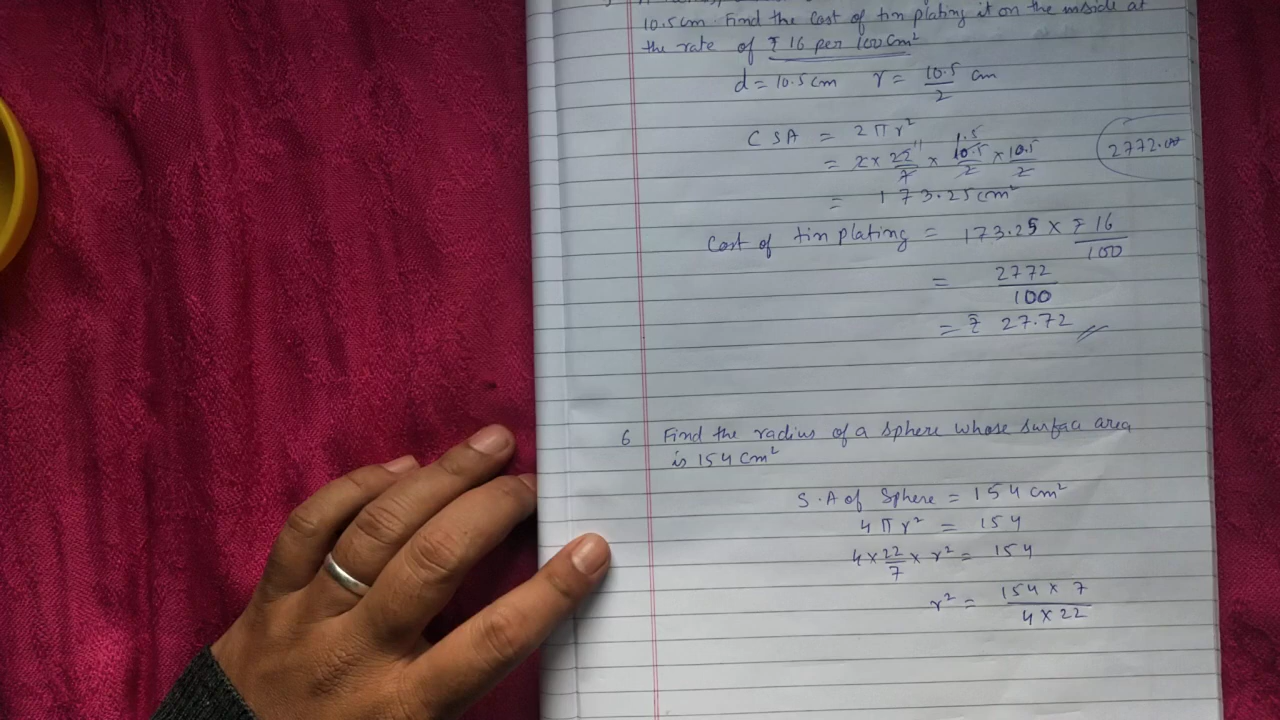 10.5cm. Find the cost of tin plating it on the inside at
the rate of ₹ 16 per 100 cm²
d = 10.5 cm r = 10.5/2 cm
CSA = 2πr²
= 2 × 22/7 × 10.5/2 × 10.5/2
11 1.5
2772.00
= 173.25 cm²
Cost of tin plating = 173.25 × ₹ 16/100
= 2772/100
= ₹ 27.72
6 Find the radius of a sphere whose surface area
is 154 cm²
S.A of Sphere = 154 cm²
4πr² = 154
4 × 22/7 × r² = 154
r² = 154 × 7/4 × 22